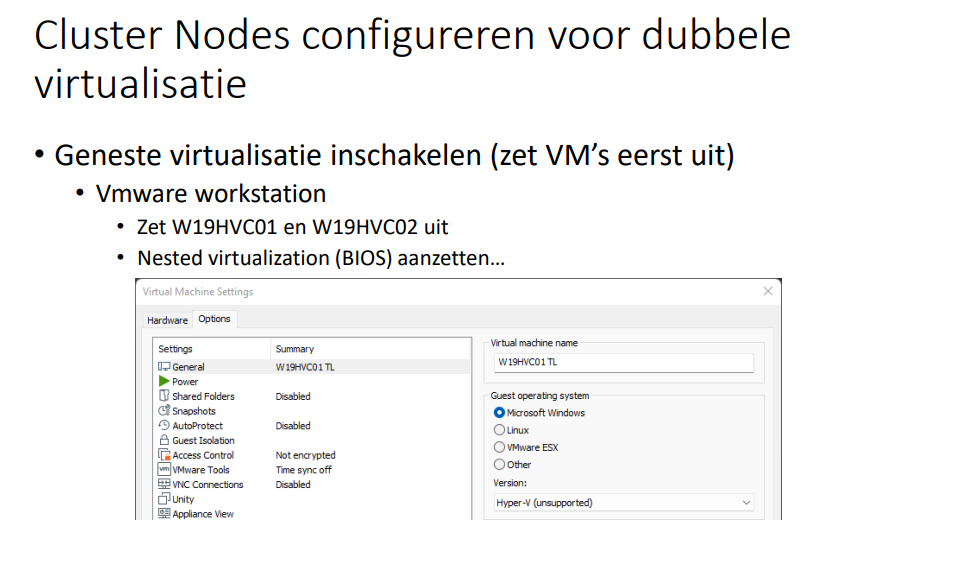 Cluster Nodes configureren voor dubbele
virtualisatie
• Geneste virtualisatie inschakelen (zet VM’s eerst uit)
• Vmware workstation
• Zet W19HVC01 en W19HVC02 uit
• Nested virtualization (BIOS) aanzetten…
Virtual Machine Settings
Hardware Options
Settings Summary
General W19HVC01 TL
Power
Shared Folders Disabled
Snapshots
AutoProtect Disabled
Guest Isolation
Access Control Not encrypted
vm VMware Tools Time sync off
VNC Connections Disabled
Unity
Appliance View
Virtual machine name
W19HVC01 TL
Guest operating system
Microsoft Windows
Linux
VMware ESX
Other
Version:
Hyper-V (unsupported)